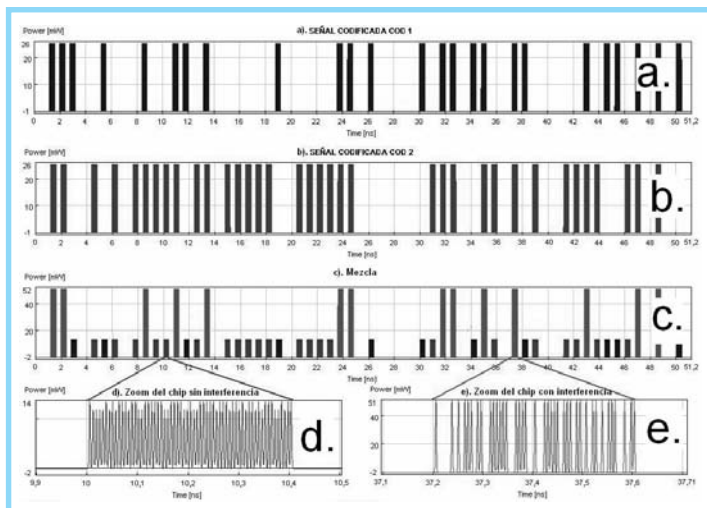 Power [mW] a). SEÑAL CODIFICADA COD 1
26
20
10
-1
a.
0 2 4 6 8 10 12 14 16 18 20 22 24 26 28 30 32 34 36 38 40 42 44 46 48 50 51,2
Time [ns]
Power [mW] b). SEÑAL CODIFICADA COD 2
26
20
10
-1
b.
0 2 4 6 8 10 12 14 16 18 20 22 24 26 28 30 32 34 36 38 40 42 44 46 48 50 51,2
Time [ns]
Power [mW] c). Mezcla
52
40
20
-2
c.
0 2 4 6 8 10 12 14 16 18 20 22 24 26 28 30 32 34 36 38 40 42 44 46 48 50 51,2
Power [mW] d). Zoom del chip sin interferencia
14
-2
d.
9,9 10 10,1 10,2 10,3 10,4 10,5
Time [ns]
Power [mW] e). Zoom del chip con interferencia
51
40
20
-2
e.
37,1 37,2 37,3 37,4 37,5 37,6 37,71
Time [ns]